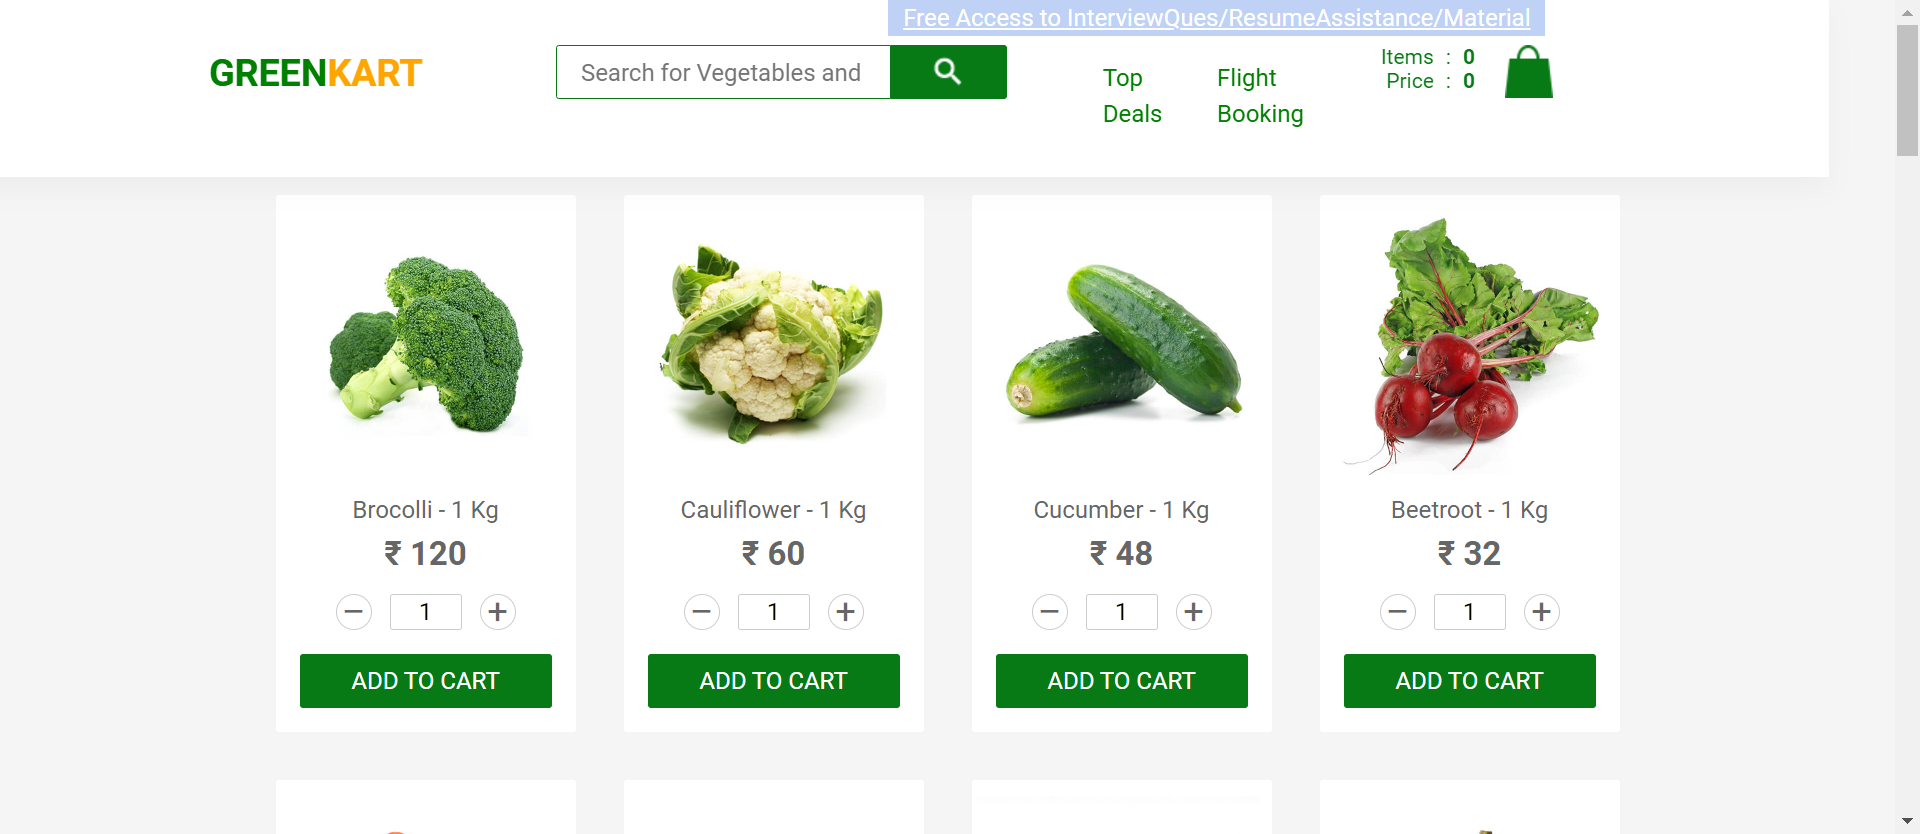 Free Access to InterviewQues/ResumeAssistance/Material
GREENKART
Search for Vegetables and
Top Deals
Flight Booking
Items : 0
Price : 0
Brocolli - 1 Kg
₹ 120
− 1 +
ADD TO CART
Cauliflower - 1 Kg
₹ 60
− 1 +
ADD TO CART
Cucumber - 1 Kg
₹ 48
− 1 +
ADD TO CART
Beetroot - 1 Kg
₹ 32
− 1 +
ADD TO CART